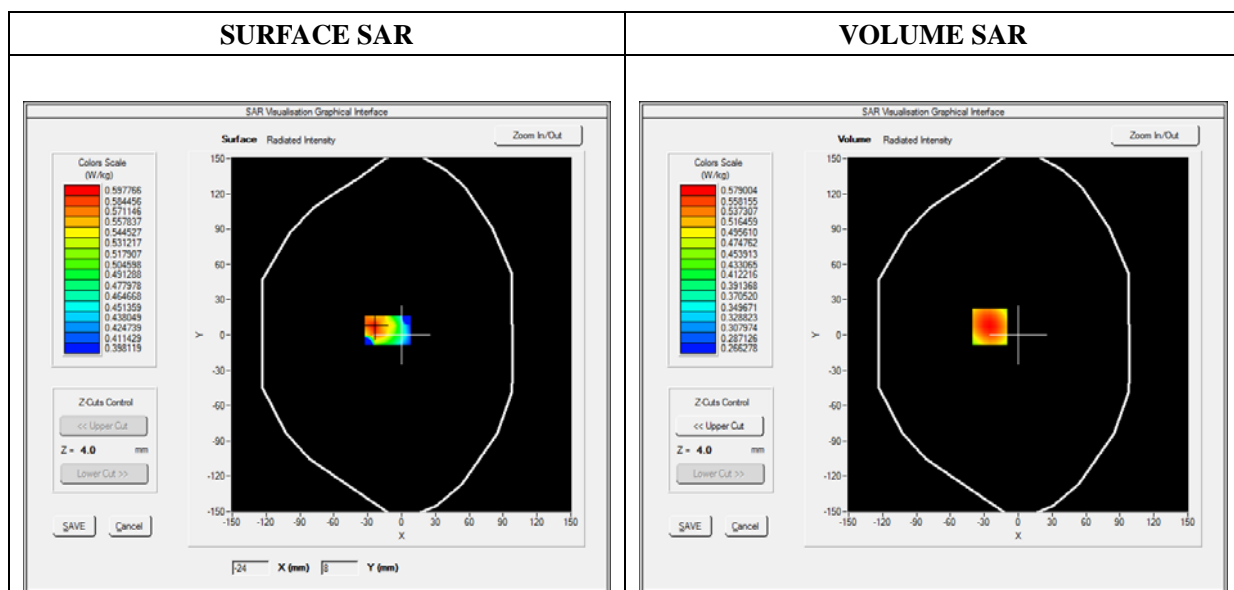 SURFACE SAR
VOLUME SAR
SAR Visualisation Graphical Interface
Surface Radiated Intensity
Zoom In/Out
Colors Scale
(W/kg)
0.597766
0.584456
0.571146
0.557837
0.544527
0.531217
0.517907
0.504598
0.491288
0.477978
0.464668
0.451359
0.438049
0.424739
0.411429
0.398119
Z-Cuts Control
<< Upper Cut
Z = 4.0 mm
Lower Cut >>
SAVE Cancel
150
120
90
60
30
Y 0
-30
-60
-90
-120
-150
-150 -120 -90 -60 -30 0 30 60 90 120 150
X
-24 X (mm) 8 Y (mm)
SAR Visualisation Graphical Interface
Volume Radiated Intensity
Zoom In/Out
Colors Scale
(W/kg)
0.579004
0.558155
0.537307
0.516459
0.495610
0.474762
0.453913
0.433065
0.412216
0.391368
0.370520
0.349671
0.328823
0.307974
0.287126
0.266278
Z-Cuts Control
<< Upper Cut
Z = 4.0 mm
Lower Cut >>
SAVE Cancel
150
120
90
60
30
Y 0
-30
-60
-90
-120
-150
-150 -120 -90 -60 -30 0 30 60 90 120 150
X